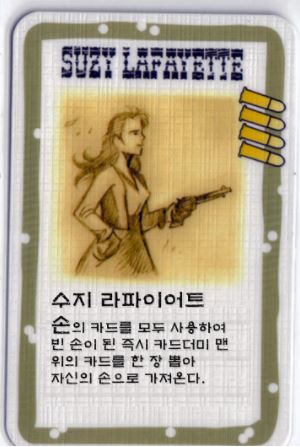 SUZY LAFAYETTE
수지 라파이어트
손의 카드를 모두 사용하여
빈 손이 된 즉시 카드더미 맨
위의 카드를 한 장 뽑아
자신의 손으로 가져온다.